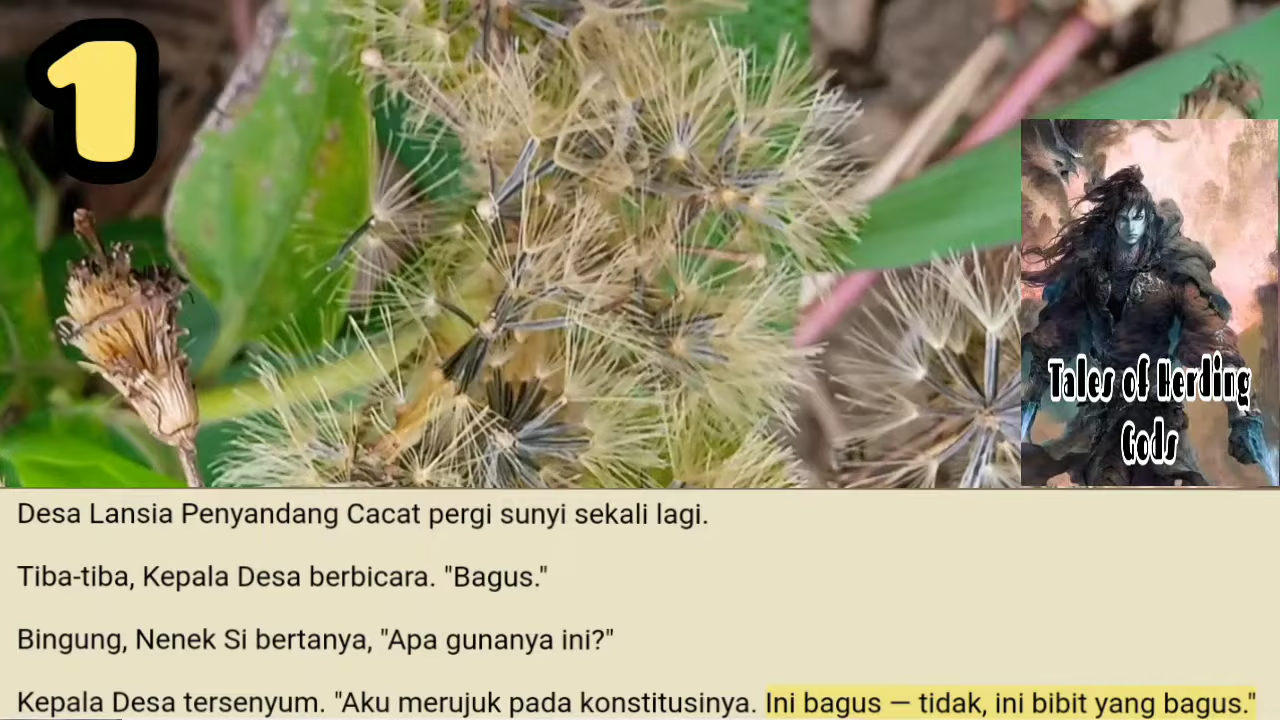 1
Tales of Herding
Gods
Desa Lansia Penyandang Cacat pergi sunyi sekali lagi.
Tiba-tiba, Kepala Desa berbicara. "Bagus."
Bingung, Nenek Si bertanya, "Apa gunanya ini?"
Kepala Desa tersenyum. "Aku merujuk pada konstitusinya. Ini bagus — tidak, ini bibit yang bagus."